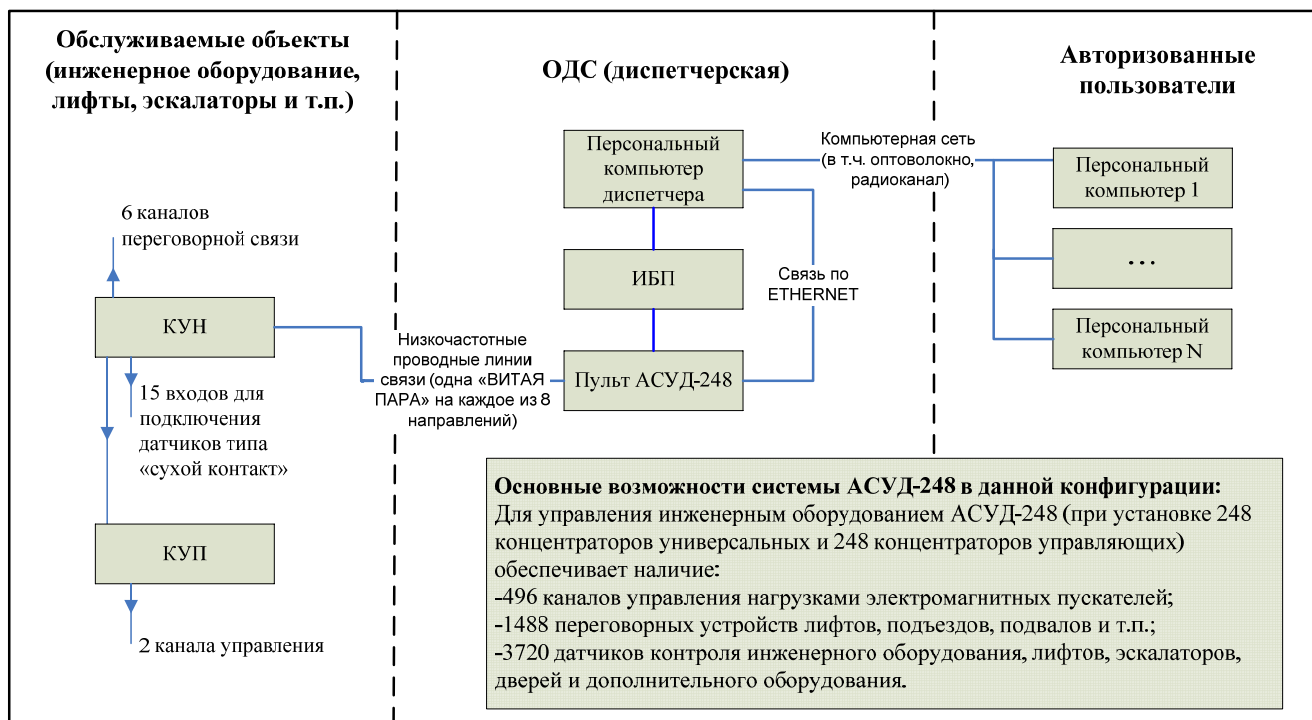 Обслуживаемые объекты
(инженерное оборудование,
лифты, эскалаторы и т.п.)
6 каналов
переговорной связи
КУН
15 входов для
подключения
датчиков типа
«сухой контакт»
КУП
2 канала управления
Низкочастотные
проводные линии
связи (одна «ВИТАЯ
ПАРА» на каждое из 8
направлений)
ОДС (диспетчерская)
Персональный
компьютер
диспетчера
ИБП
Пульт АСУД-248
Связь по
ETHERNET
Компьютерная сеть
(в т.ч. оптоволокно,
радиоканал)
Авторизованные
пользователи
Персональный
компьютер 1
...
Персональный
компьютер N
Основные возможности системы АСУД-248 в данной конфигурации:
Для управления инженерным оборудованием АСУД-248 (при установке 248
концентраторов универсальных и 248 концентраторов управляющих)
обеспечивает наличие:
-496 каналов управления нагрузками электромагнитных пускателей;
-1488 переговорных устройств лифтов, подъездов, подвалов и т.п.;
-3720 датчиков контроля инженерного оборудования, лифтов, эскалаторов,
дверей и дополнительного оборудования.